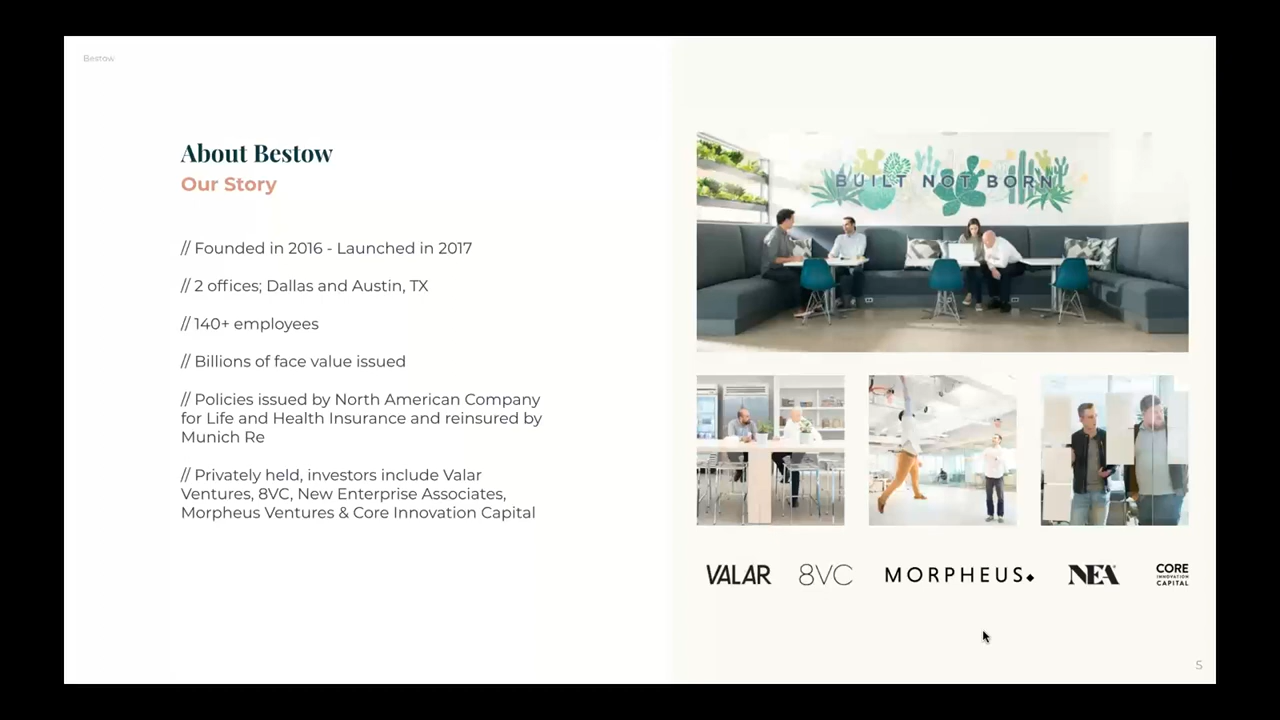 Bestow
About Bestow
Our Story
// Founded in 2016 - Launched in 2017
// 2 offices; Dallas and Austin, TX
// 140+ employees
// Billions of face value issued
// Policies issued by North American Company
for Life and Health Insurance and reinsured by
Munich Re
// Privately held, investors include Valar
Ventures, 8VC, New Enterprise Associates,
Morpheus Ventures & Core Innovation Capital
BUILT NOT BORN
VALAR
8VC
MORPHEUS
NEA
CORE
INNOVATION
CAPITAL
5